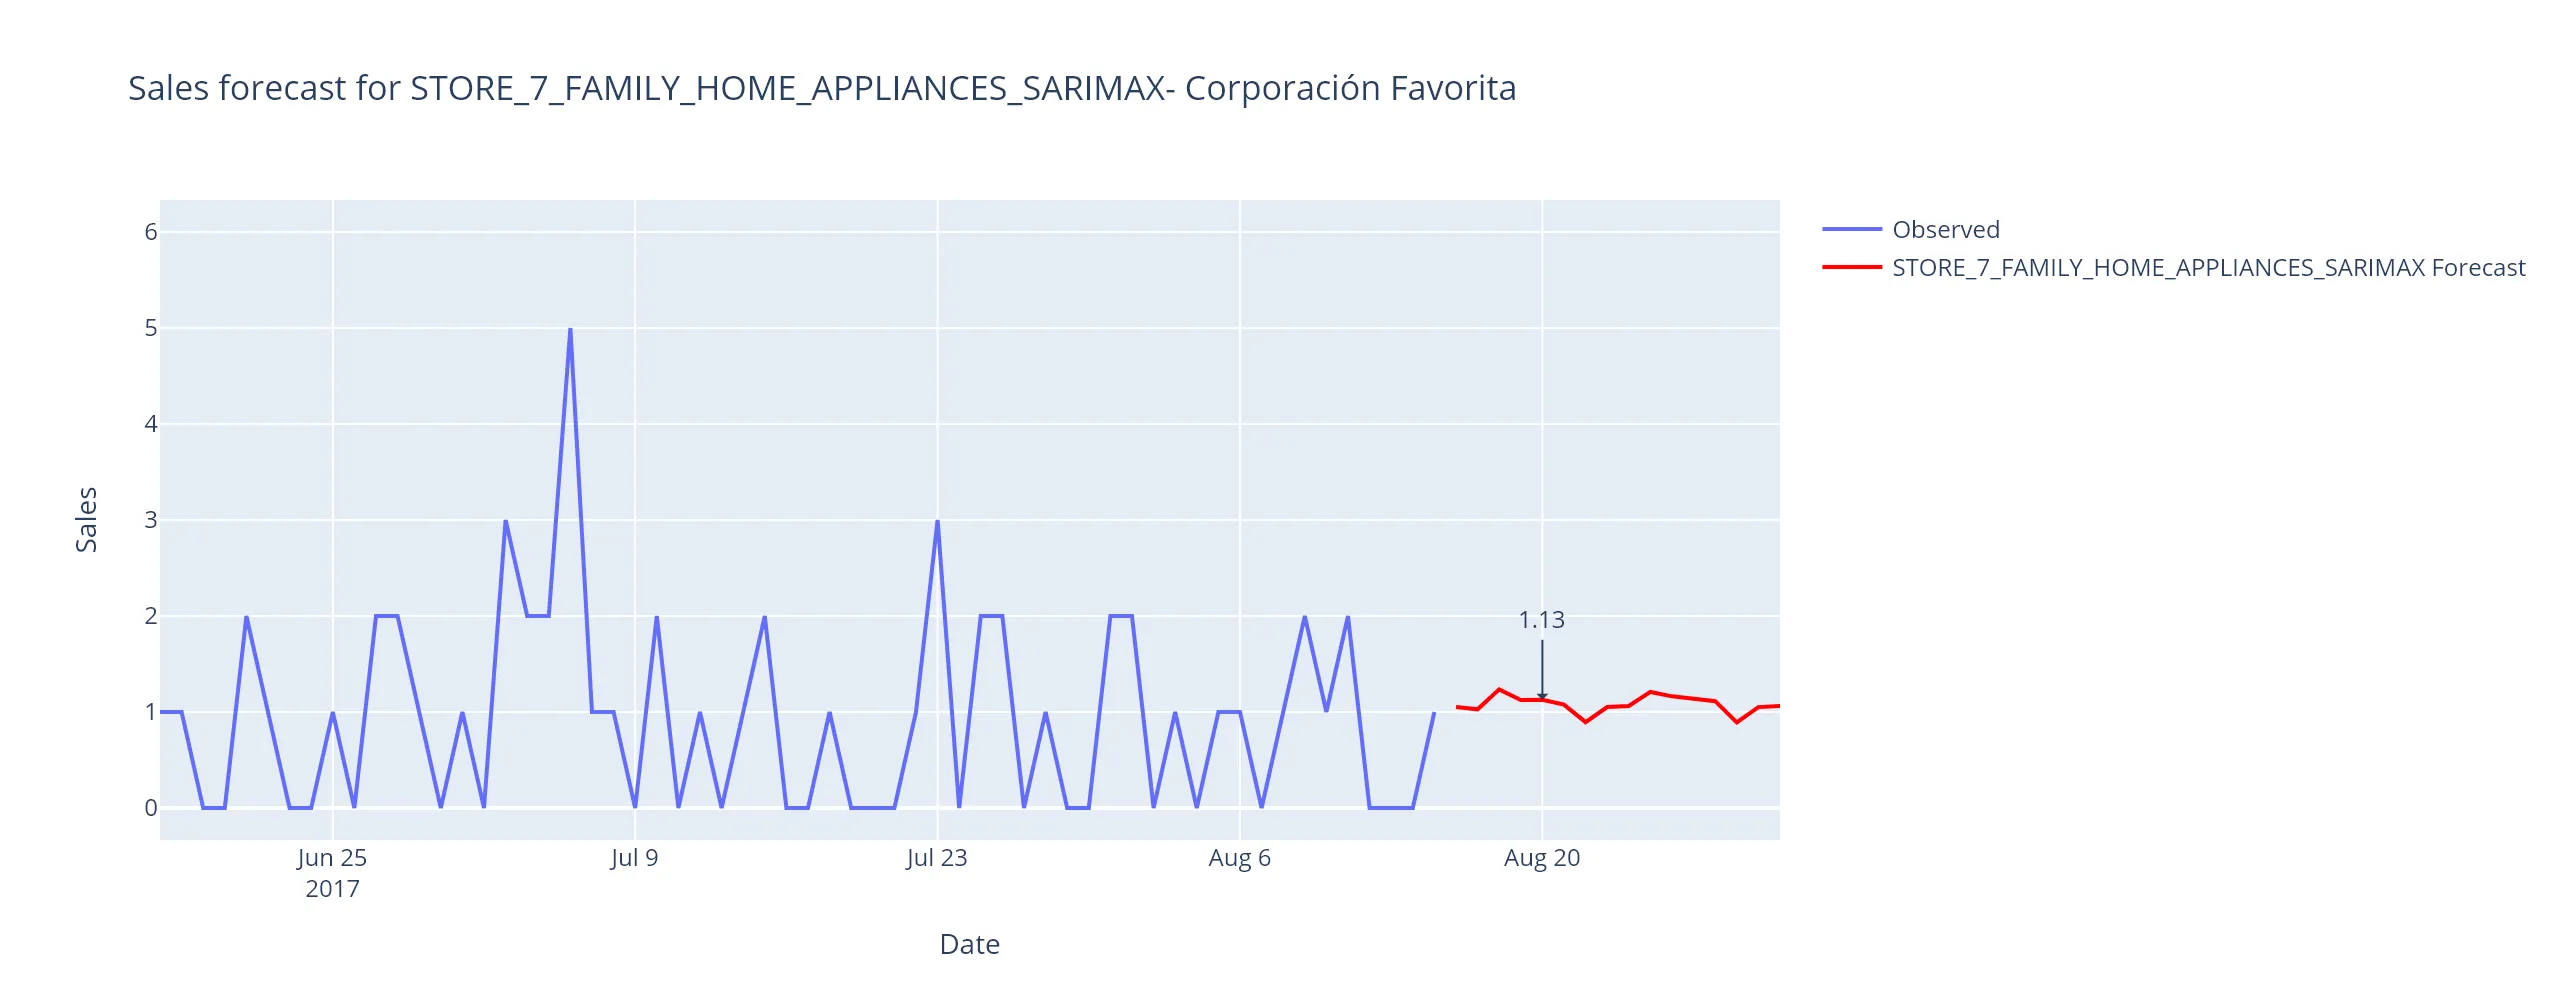 Sales forecast for STORE_7_FAMILY_HOME_APPLIANCES_SARIMAX- Corporación Favorita
Observed
STORE_7_FAMILY_HOME_APPLIANCES_SARIMAX Forecast
6
5
4
3
2
1
0
Sales
1.13
Jun 25
2017
Jul 9
Jul 23
Aug 6
Aug 20
Date